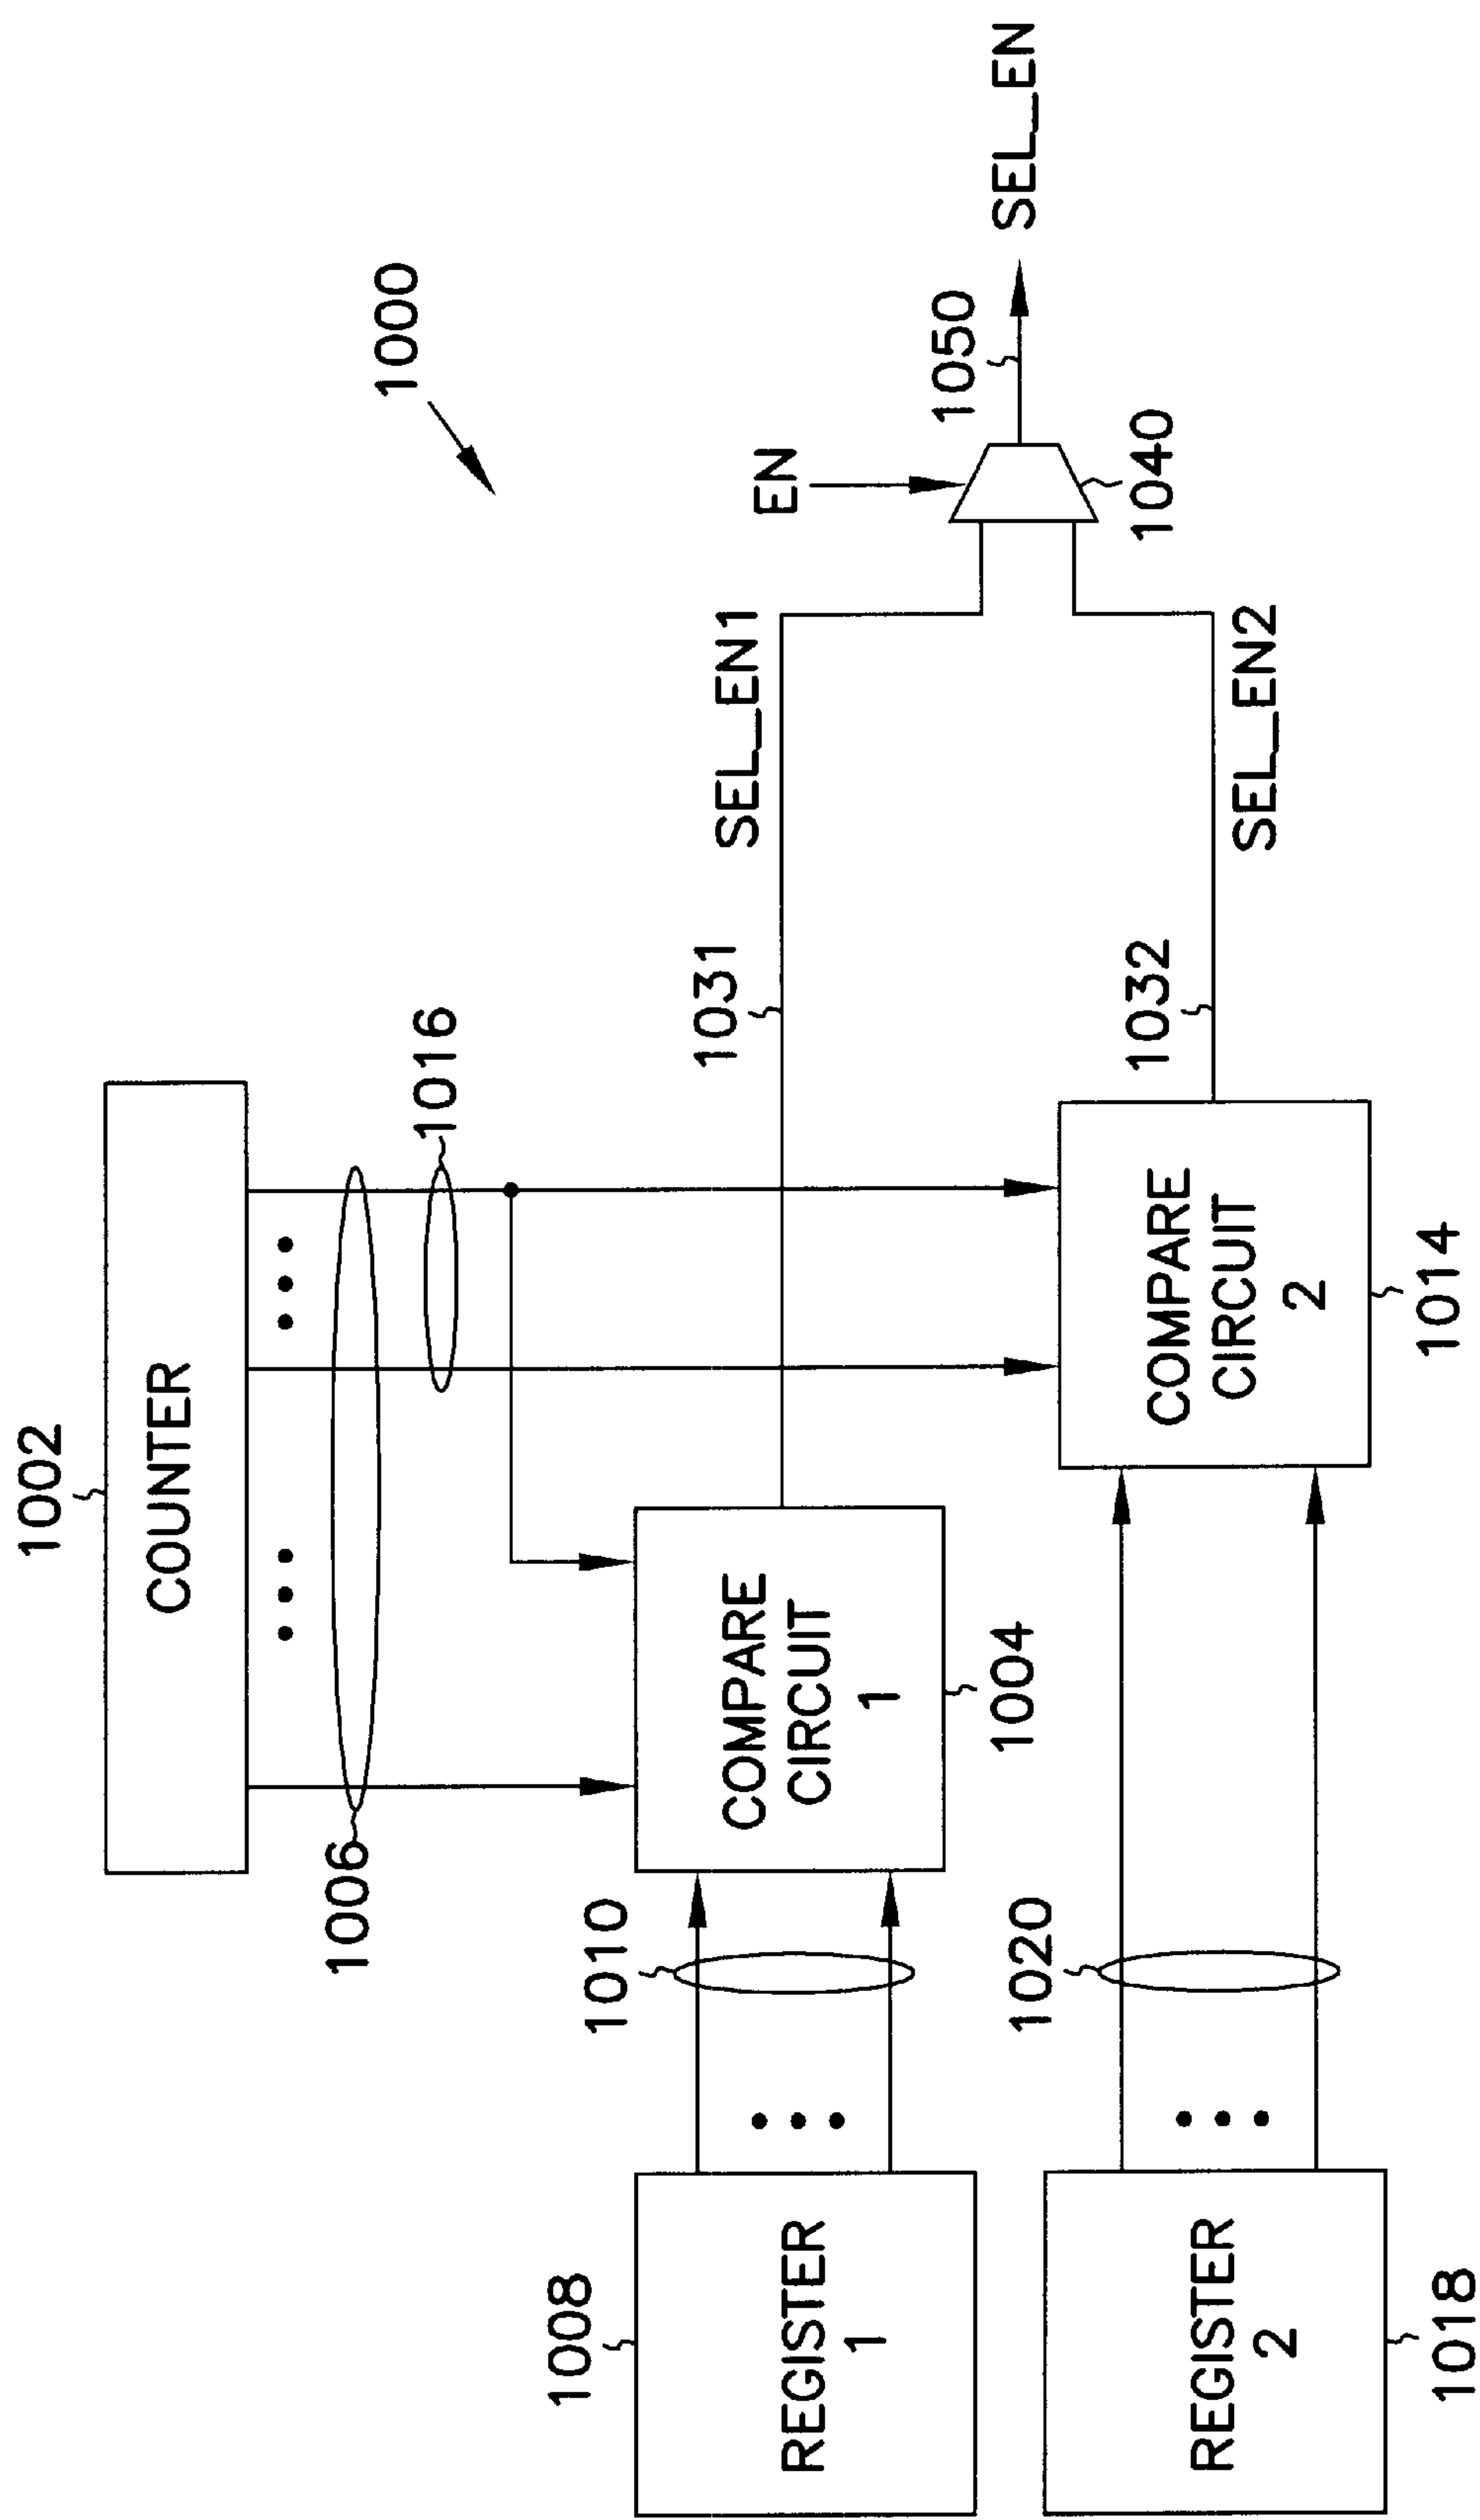 1002
COUNTER
1000
1006
1016
1008
REGISTER
1
1010
COMPARE
CIRCUIT
1
1004
1031
SEL_EN1
EN
1050
SEL_EN
1040
REGISTER
2
1018
1020
COMPARE
CIRCUIT
2
1014
1032
SEL_EN2